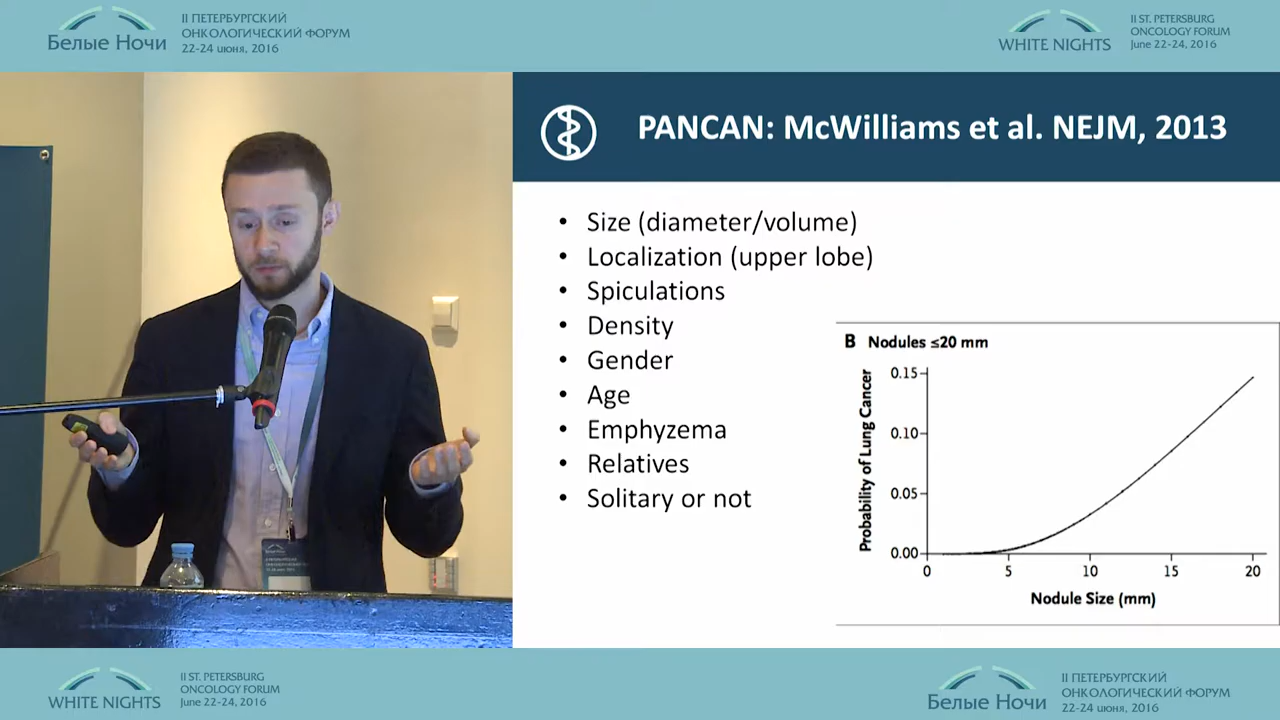 Белые Ночи
II ПЕТЕРБУРГСКИЙ
ОНКОЛОГИЧЕСКИЙ ФОРУМ
22-24 июня, 2016
WHITE NIGHTS
II ST. PETERSBURG
ONCOLOGY FORUM
June 22-24, 2016
PANCAN: McWilliams et al. NEJM, 2013
• Size (diameter/volume)
• Localization (upper lobe)
• Spiculations
• Density
• Gender
• Age
• Emphyzema
• Relatives
• Solitary or not
B Nodules ≤20 mm
Probability of Lung Cancer
0.15
0.10
0.05
0.00
0 5 10 15 20
Nodule Size (mm)
WHITE NIGHTS
II ST. PETERSBURG
ONCOLOGY FORUM
June 22-24, 2016
Белые Ночи
II ПЕТЕРБУРГСКИЙ
ОНКОЛОГИЧЕСКИЙ ФОРУМ
22-24 июня, 2016